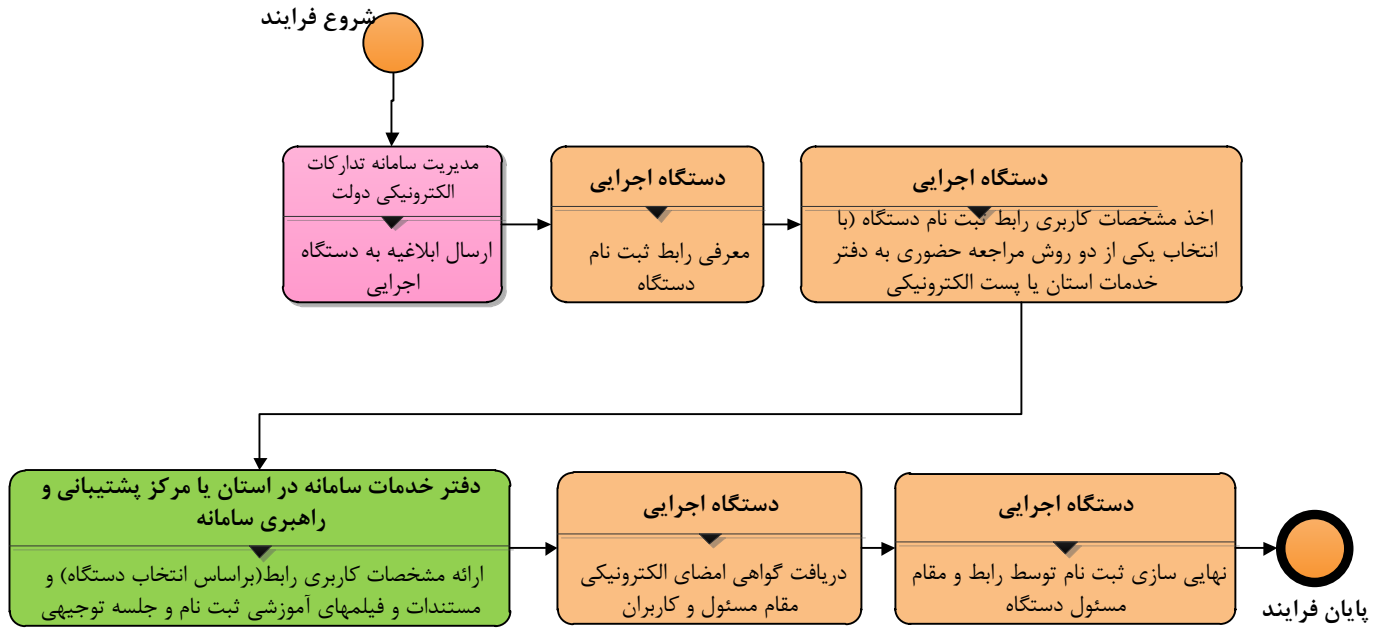 شروع فرایند
مدیریت سامانه تدارکات
الکترونیکی دولت
ارسال ابلاغیه به دستگاه
اجرایی
دستگاه اجرایی
معرفی رابط ثبت نام
دستگاه
دستگاه اجرایی
اخذ مشخصات کاربری رابط ثبت نام دستگاه (با
انتخاب یکی از دو روش مراجعه حضوری به دفتر
خدمات استان یا پست الکترونیکی
دفتر خدمات سامانه در استان یا مرکز پشتیبانی و
راهبری سامانه
ارائه مشخصات کاربری رابط(براساس انتخاب دستگاه) و
مستندات و فیلمهای آموزشی ثبت نام و جلسه توجیهی
دستگاه اجرایی
دریافت گواهی امضای الکترونیکی
مقام مسئول و کاربران
دستگاه اجرایی
نهایی سازی ثبت نام توسط رابط و مقام
مسئول دستگاه
پایان فرایند